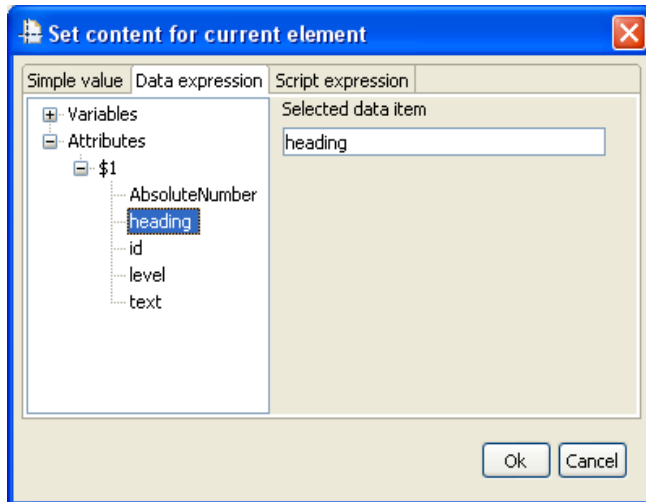 Set content for current element
Simple value Data expression Script expression
Variables
Attributes
$1
AbsoluteNumber
heading
id
level
text
Selected data item
heading
Ok Cancel